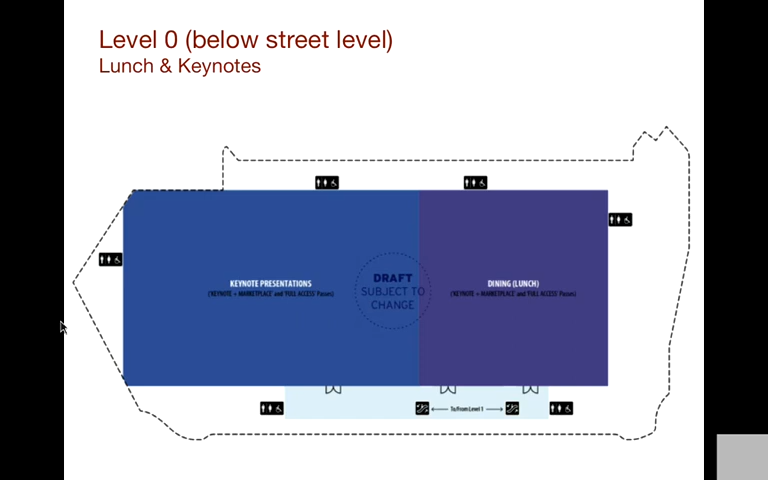 Level 0 (below street level)
Lunch & Keynotes
KEYNOTE PRESENTATIONS
('KEYNOTE + MARKETPLACE' and 'FULL ACCESS' Passes)
DRAFT
SUBJECT TO
CHANGE
DINING (LUNCH)
('KEYNOTE + MARKETPLACE' and 'FULL ACCESS' Passes)
To/From Level 1